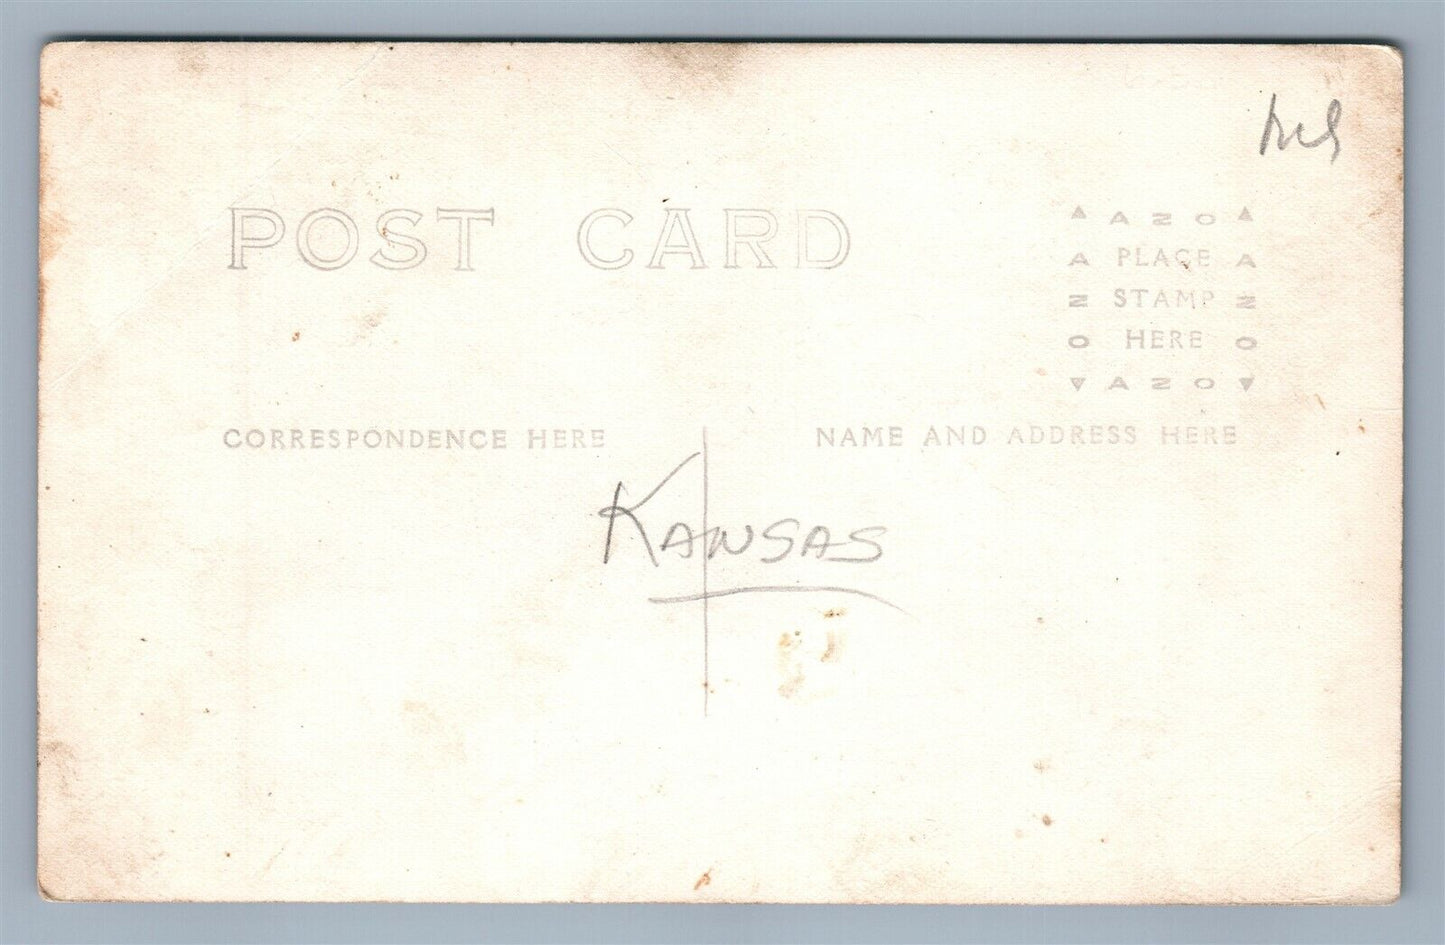 POST CARD
AZO
A PLACE A
N STAMP N
O HERE O
AZO
CORRESPONDENCE HERE
NAME AND ADDRESS HERE
KANSAS